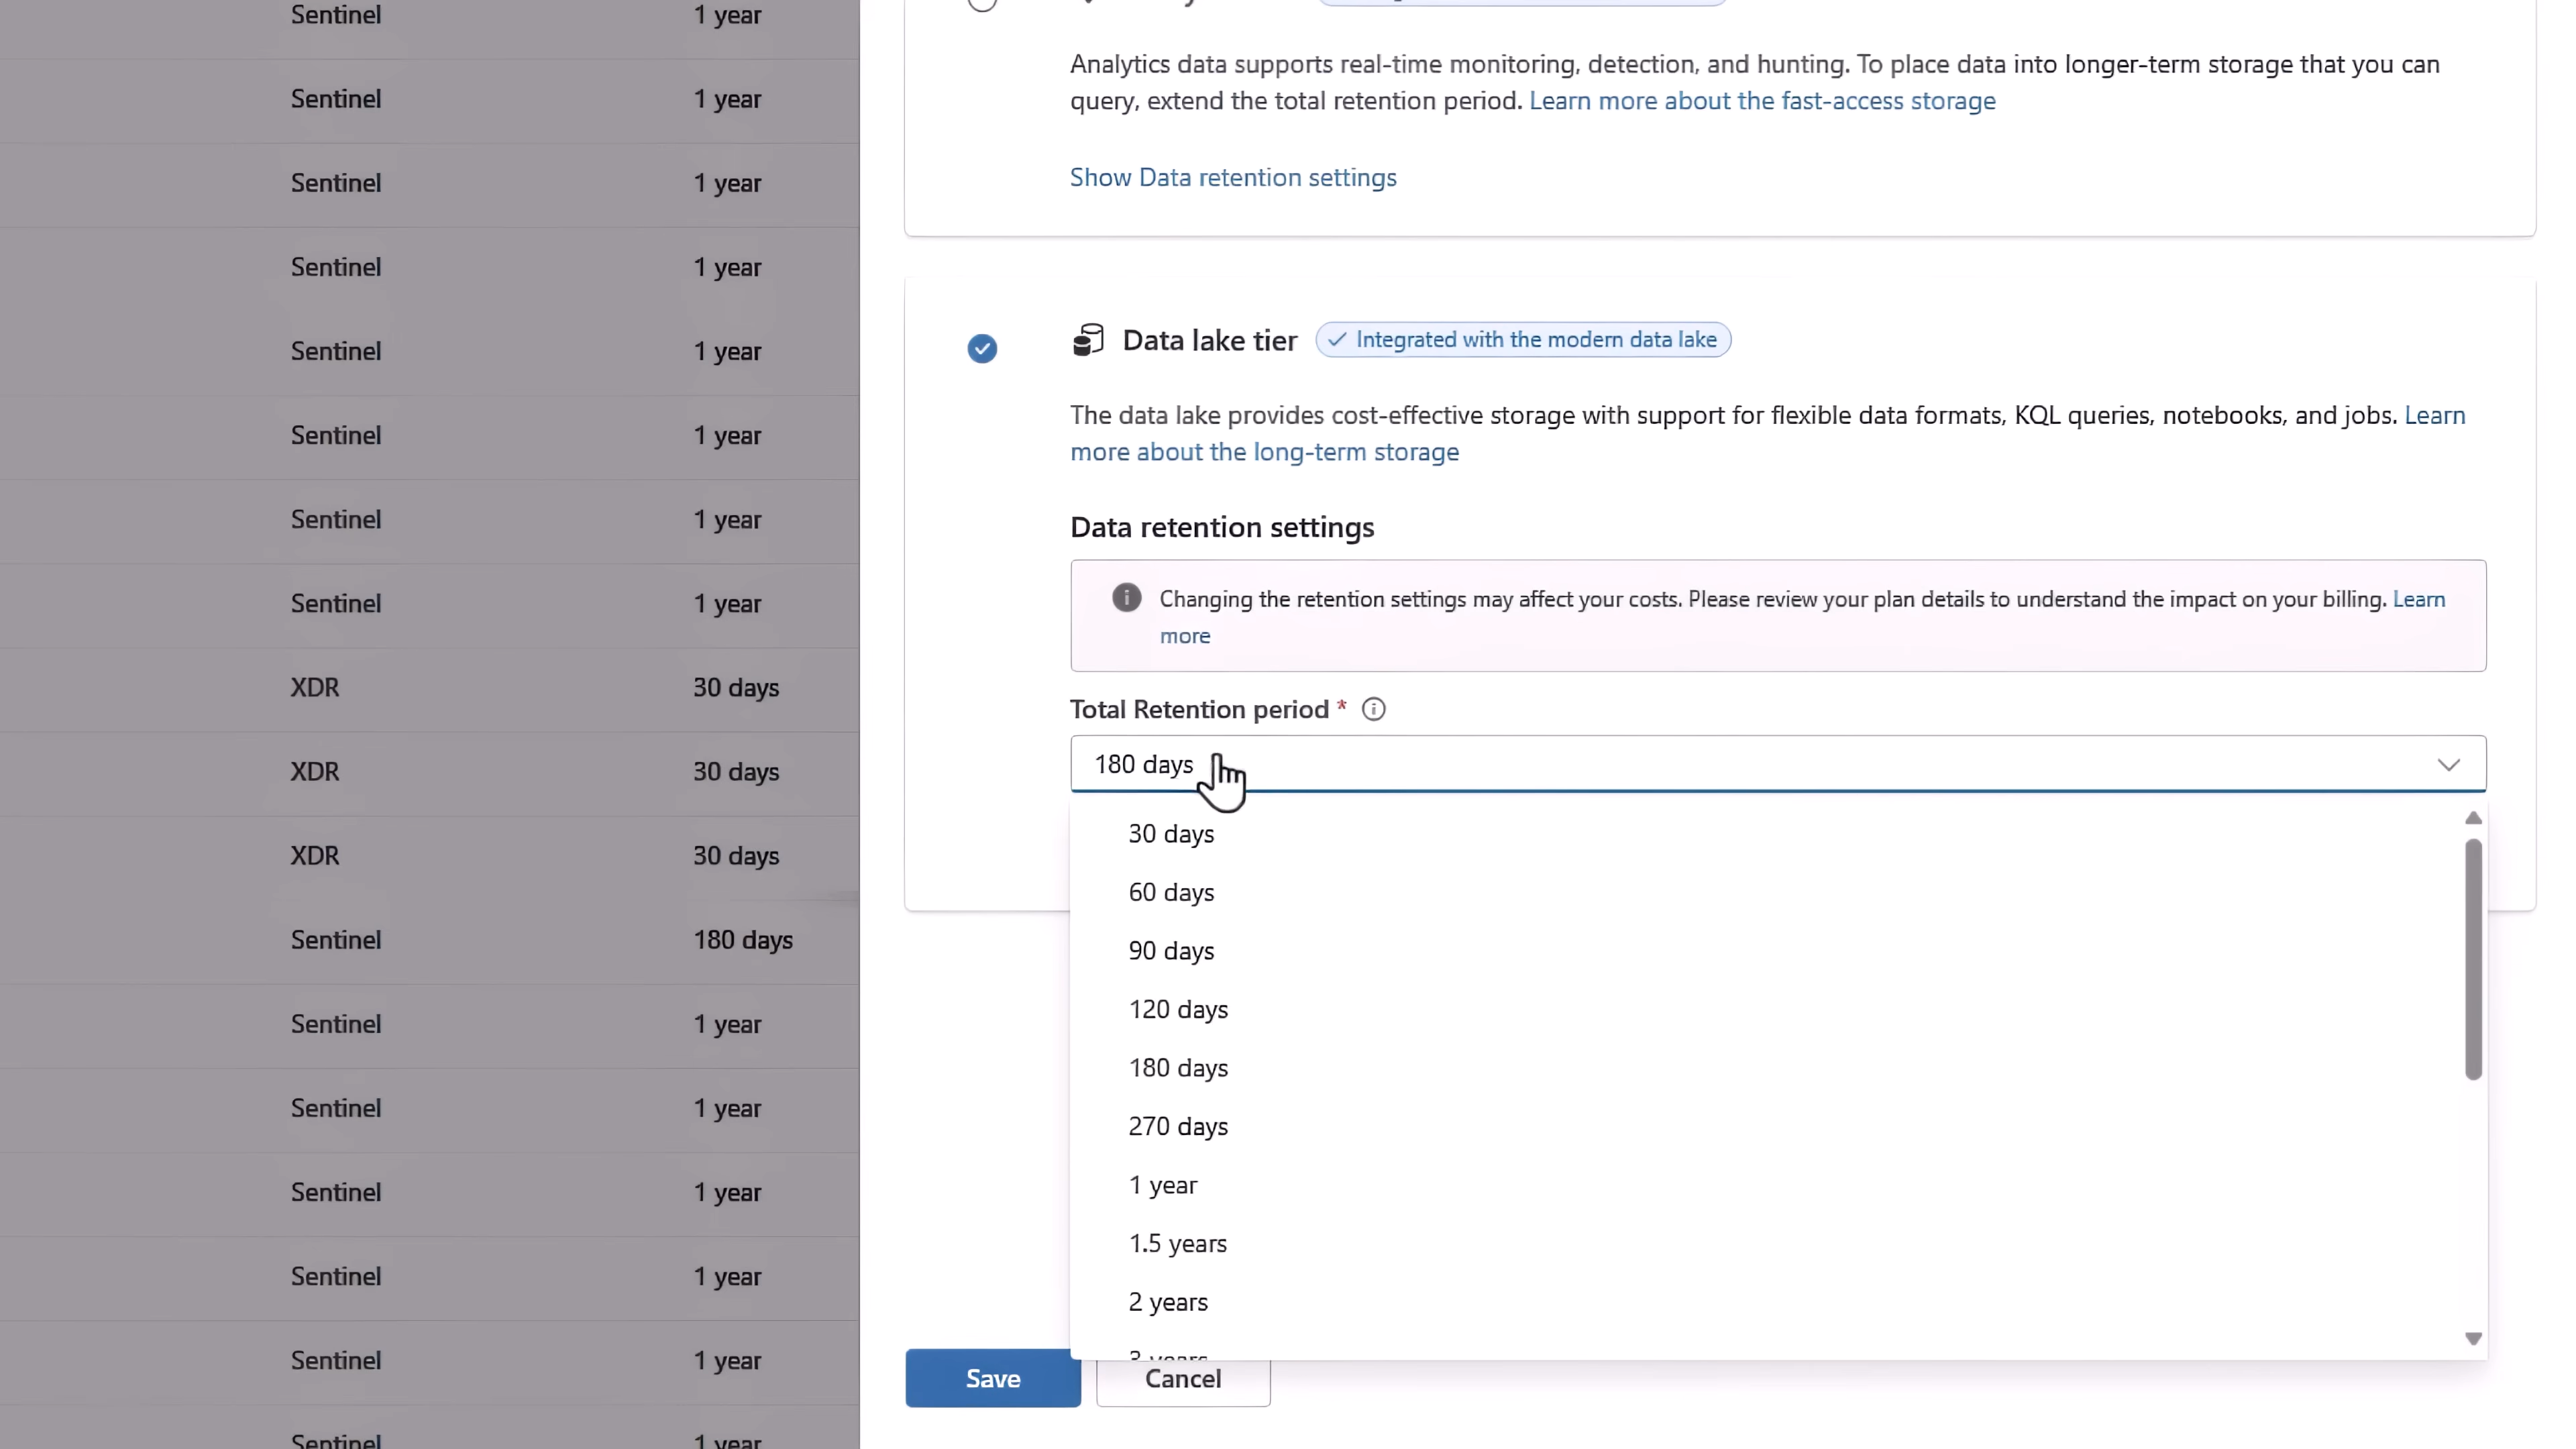 Sentinel 1 year
Sentinel 1 year
Sentinel 1 year
Sentinel 1 year
Sentinel 1 year
Sentinel 1 year
Sentinel 1 year
Sentinel 1 year
XDR 30 days
XDR 30 days
XDR 30 days
Sentinel 180 days
Sentinel 1 year
Sentinel 1 year
Sentinel 1 year
Sentinel 1 year
Sentinel 1 year
Sentinel 1 year
Analytics data supports real-time monitoring, detection, and hunting. To place data into longer-term storage that you can
query, extend the total retention period. Learn more about the fast-access storage
Show Data retention settings
Data lake tier
Integrated with the modern data lake
The data lake provides cost-effective storage with support for flexible data formats, KQL queries, notebooks, and jobs. Learn
more about the long-term storage
Data retention settings
Changing the retention settings may affect your costs. Please review your plan details to understand the impact on your billing. Learn
more
Total Retention period *
180 days
30 days
60 days
90 days
120 days
180 days
270 days
1 year
1.5 years
2 years
3 years
Save
Cancel